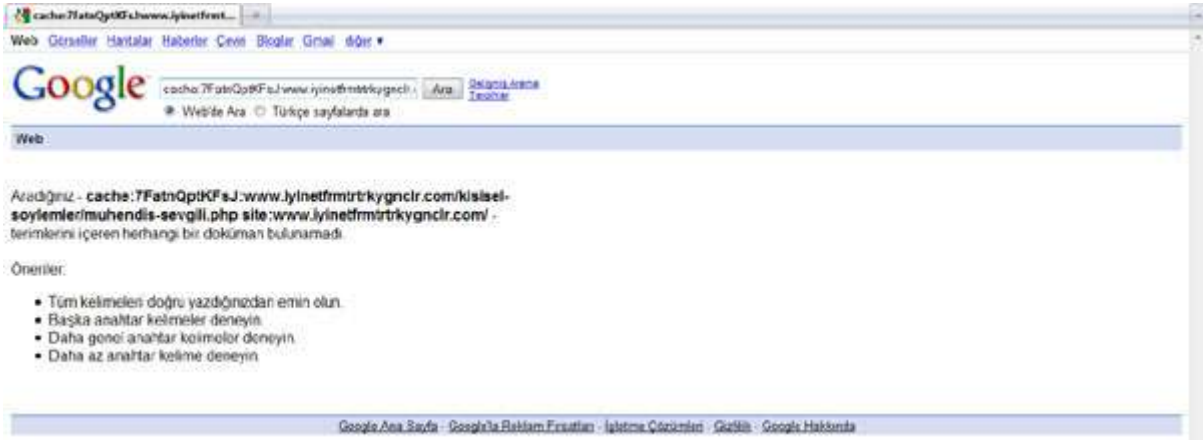 cache:7FatnQptKFsJ:www.iyinetfrmt...
Web Görseller Haritalar Haberler Çeviri Bloglar Gmail diğer ▼
Google
cache:7FatnQptKFsJ:www.iyinetfrmtrtrkygnclr. Ara Gelişmiş Arama
Tercihler
Web'de Ara Türkçe sayfalarda ara
Web
Aradığınız - cache:7FatnQptKFsJ:www.iyinetfrmtrtrkygnclr.com/kisisel-
soylemler/muhendis-sevgili.php site:www.iyinetfrmtrtrkygnclr.com/ -
terimlerini içeren herhangi bir doküman bulunamadı.
Öneriler:
• Tüm kelimeleri doğru yazdığınızdan emin olun.
• Başka anahtar kelimeler deneyin.
• Daha genel anahtar kelimeler deneyin.
• Daha az anahtar kelime deneyin.
Google Ana Sayfa - Google'la Reklam Fırsatları - İşletme Çözümleri - Gizlilik - Google Hakkında